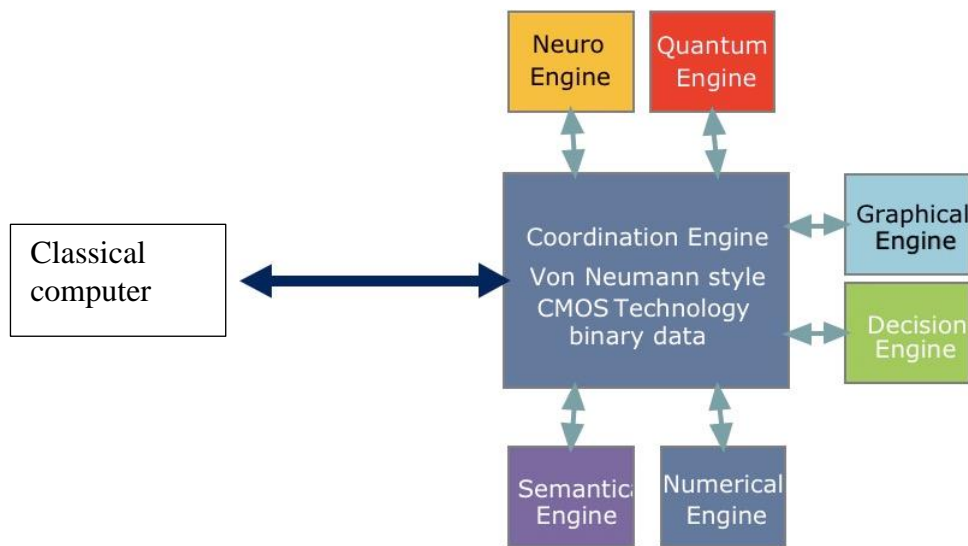 Neuro
Engine
Quantum
Engine
Classical
computer
Coordination Engine
Von Neumann style
CMOS Technology
binary data
Graphical
Engine
Decision
Engine
Semantica
Engine
Numerical
Engine